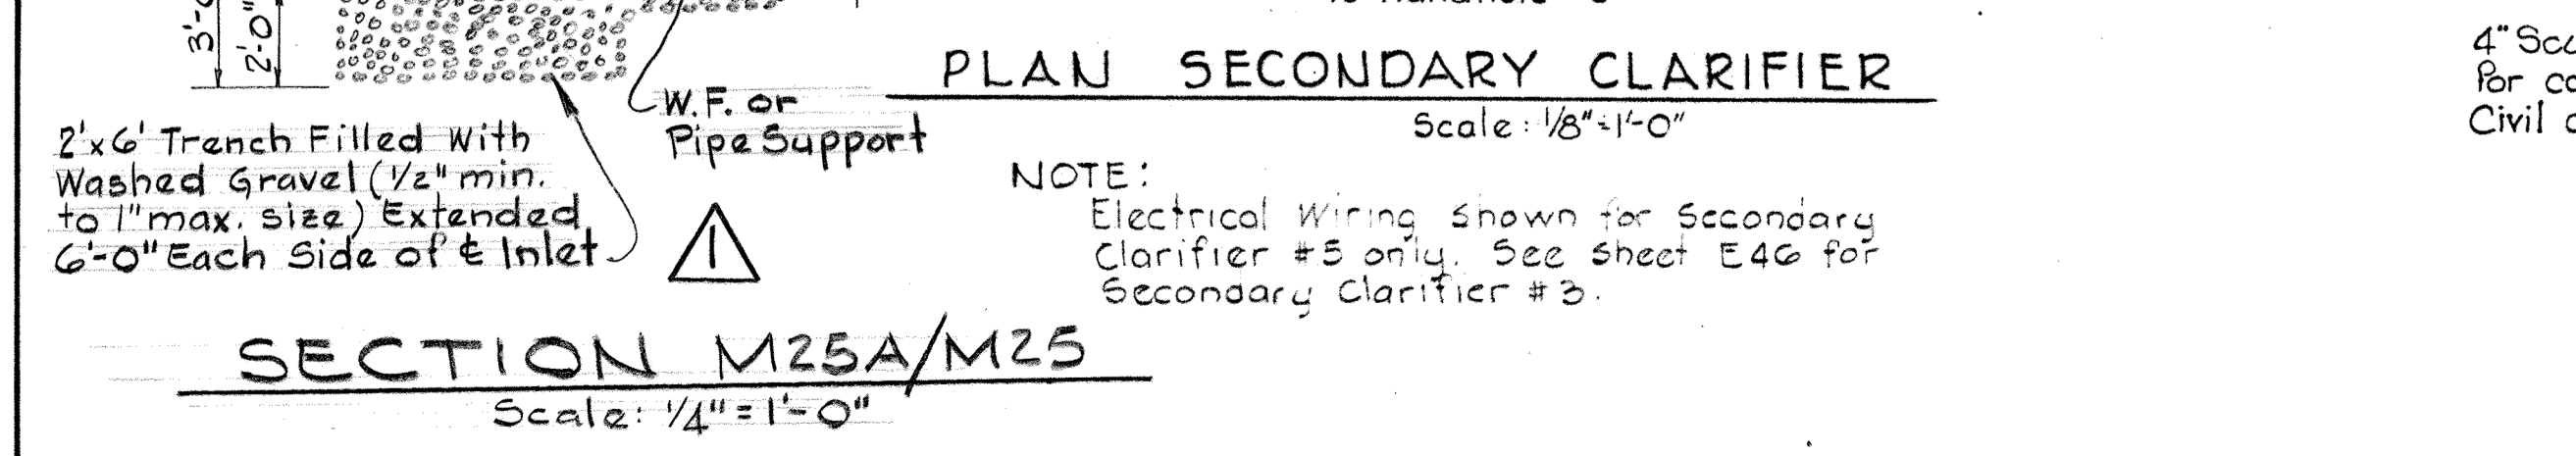 3'-
2'-0"
W.F. or
Pipe Support
2'x6' Trench Filled With
Washed Gravel (1/2" min.
to 1" max. size) Extended
6'-0" Each Side of ℄ Inlet
1
SECTION M25A/M25
Scale: 1/4" = 1'-0"
PLAN SECONDARY CLARIFIER
Scale: 1/8"=1'-0"
NOTE:
Electrical Wiring Shown for Secondary
Clarifier #5 only. See Sheet E46 for
Secondary Clarifier #3.
4"
For
Civil